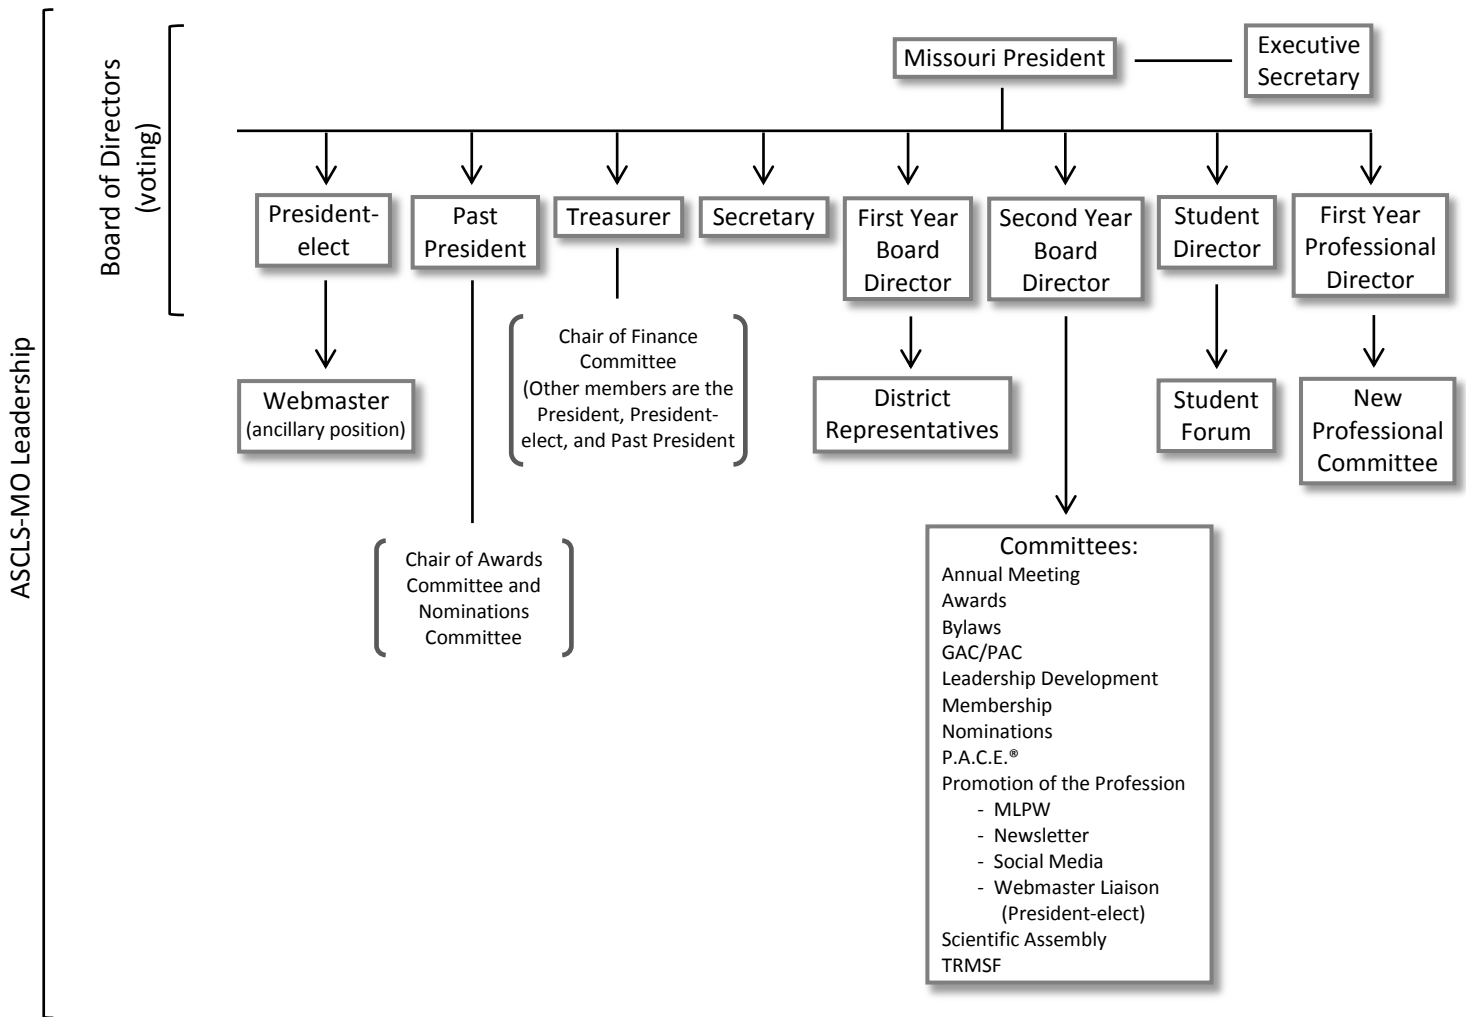 ASCLS-MO Leadership
Board of Directors
(voting)
Missouri President
Executive
Secretary
President-
elect
Past
President
Treasurer
Secretary
First Year
Board
Director
Second Year
Board
Director
Student
Director
First Year
Professional
Director
Webmaster
(ancillary position)
Chair of Finance
Committee
(Other members are the
President, President-
elect, and Past President
District
Representatives
Student
Forum
New
Professional
Committee
Chair of Awards
Committee and
Nominations
Committee
Committees:
Annual Meeting
Awards
Bylaws
GAC/PAC
Leadership Development
Membership
Nominations
P.A.C.E.®
Promotion of the Profession
- MLPW
- Newsletter
- Social Media
- Webmaster Liaison
(President-elect)
Scientific Assembly
TRMSF